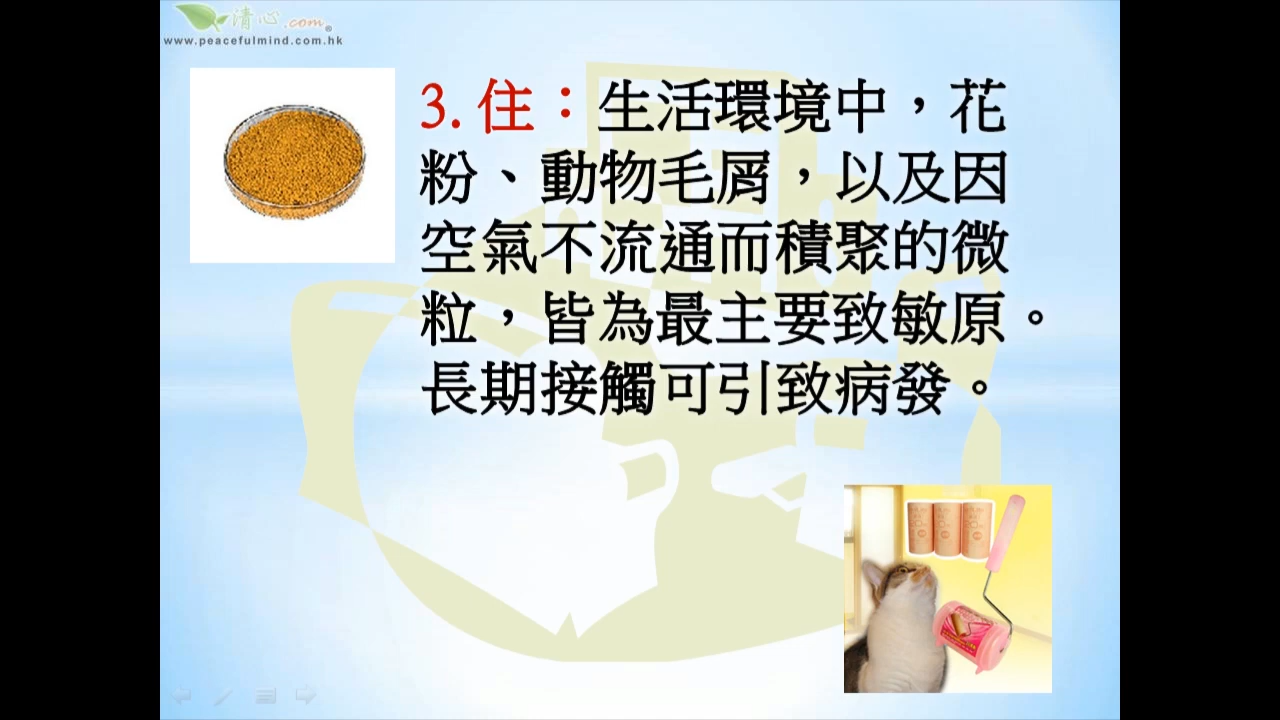 清心.com®
www.peacefulmind.com.hk
3. 住：生活環境中，花
粉、動物毛屑，以及因
空氣不流通而積聚的微
粒，皆為最主要致敏原。
長期接觸可引致病發。